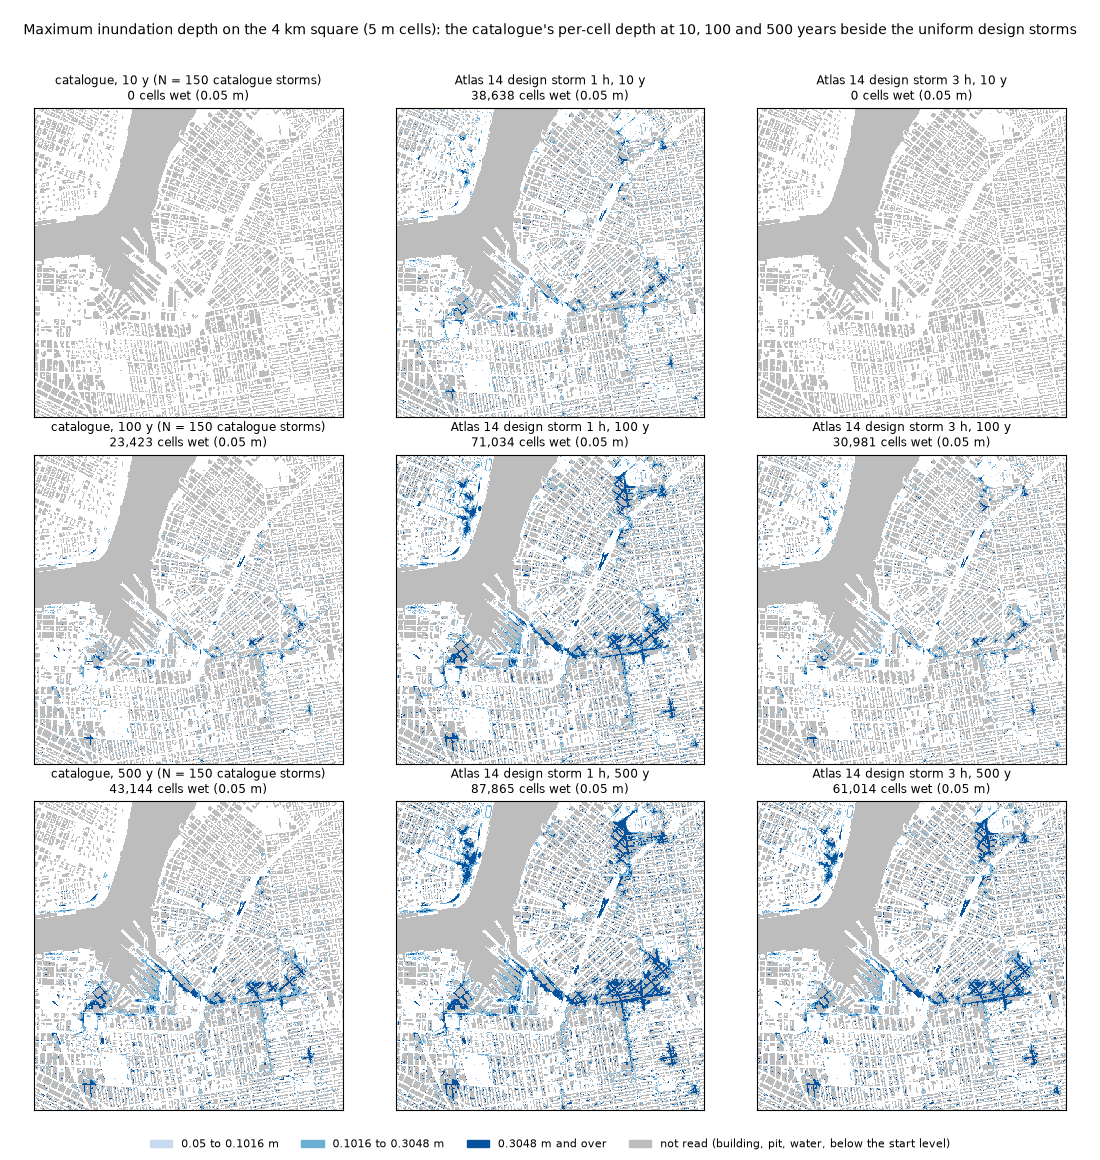 Maximum inundation depth on the 4 km square (5 m cells): the catalogue's per-cell depth at 10, 100 and 500 years beside the uniform design storms
catalogue, 10 y (N = 150 catalogue storms)
0 cells wet (0.05 m)
Atlas 14 design storm 1 h, 10 y
38,638 cells wet (0.05 m)
Atlas 14 design storm 3 h, 10 y
0 cells wet (0.05 m)
catalogue, 100 y (N = 150 catalogue storms)
23,423 cells wet (0.05 m)
Atlas 14 design storm 1 h, 100 y
71,034 cells wet (0.05 m)
Atlas 14 design storm 3 h, 100 y
30,981 cells wet (0.05 m)
catalogue, 500 y (N = 150 catalogue storms)
43,144 cells wet (0.05 m)
Atlas 14 design storm 1 h, 500 y
87,865 cells wet (0.05 m)
Atlas 14 design storm 3 h, 500 y
61,014 cells wet (0.05 m)
0.05 to 0.1016 m
0.1016 to 0.3048 m
0.3048 m and over
not read (building, pit, water, below the start level)